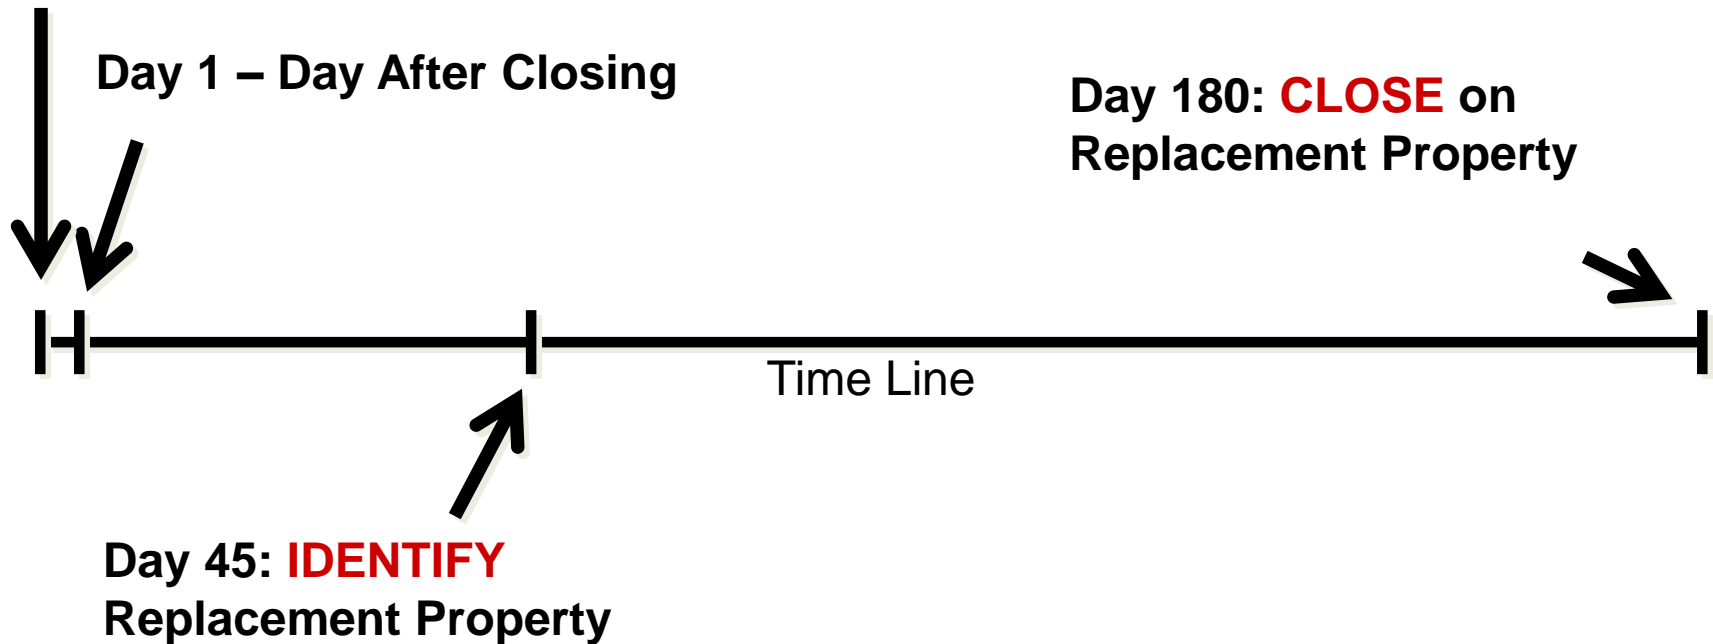 Day 1 – Day After Closing
Day 180: CLOSE on
Replacement Property
Time Line
Day 45: IDENTIFY
Replacement Property